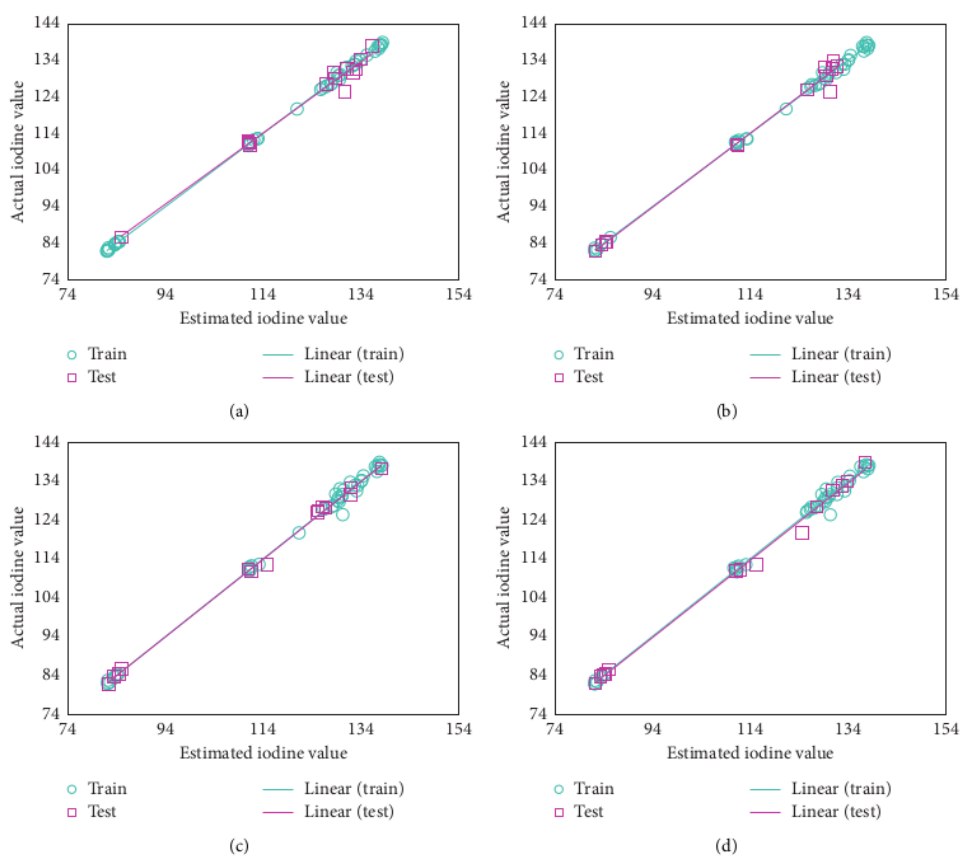 144
134
124
114
104
94
84
74
74 94 114 134 154
Actual iodine value
Estimated iodine value
Train Linear (train)
Test Linear (test)
(a)
144
134
124
114
104
94
84
74
74 94 114 134 154
Actual iodine value
Estimated iodine value
Train Linear (train)
Test Linear (test)
(b)
144
134
124
114
104
94
84
74
74 94 114 134 154
Actual iodine value
Estimated iodine value
Train Linear (train)
Test Linear (test)
(c)
144
134
124
114
104
94
84
74
74 94 114 134 154
Actual iodine value
Estimated iodine value
Train Linear (train)
Test Linear (test)
(d)